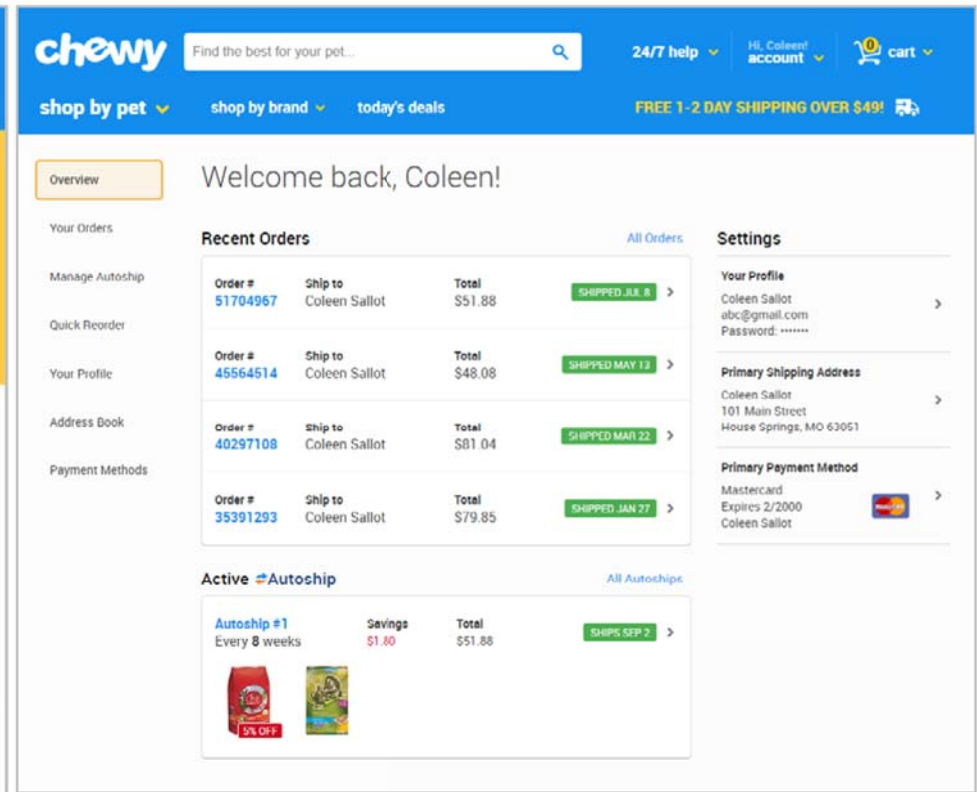 chewy
Find the best for your pet...
24/7 help
Hi, Coleen!
account
0
cart
shop by pet
shop by brand
today's deals
FREE 1-2 DAY SHIPPING OVER $49!
Overview
Your Orders
Manage Autoship
Quick Reorder
Your Profile
Address Book
Payment Methods
Welcome back, Coleen!
Recent Orders
All Orders
Order # Ship to Total
51704967 Coleen Sallot $51.88 SHIPPED JUL 8
Order # Ship to Total
45564514 Coleen Sallot $48.08 SHIPPED MAY 13
Order # Ship to Total
40297108 Coleen Sallot $81.04 SHIPPED MAR 22
Order # Ship to Total
35391293 Coleen Sallot $79.85 SHIPPED JAN 27
Active Autoship
All Autoships
Autoship #1 Savings Total
Every 8 weeks $1.60 $51.88 SHIPS SEP 2
5% OFF
Settings
Your Profile
Coleen Sallot
abc@gmail.com
Password: •••••••
Primary Shipping Address
Coleen Sallot
101 Main Street
House Springs, MO 63051
Primary Payment Method
Mastercard
Expires 2/2000
Coleen Sallot
MasterCard